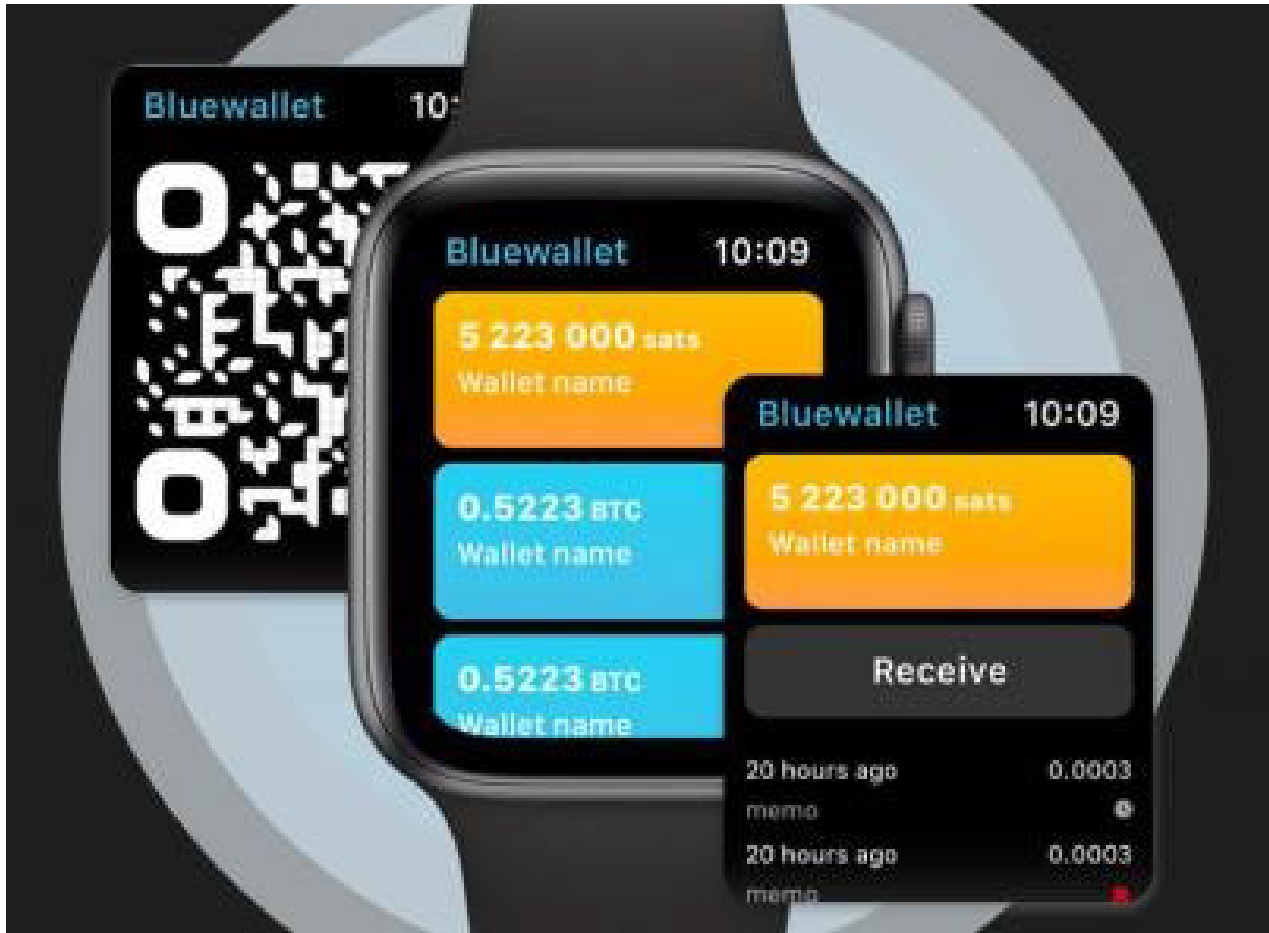 Bluewallet 10:
Bluewallet 10:09
5 223 000 sats
Wallet name
0.5223 BTC
Wallet name
0.5223 BTC
Wallet name
Bluewallet 10:09
5 223 000 sats
Wallet name
Receive
20 hours ago 0.0003
memo
20 hours ago 0.0003
memo